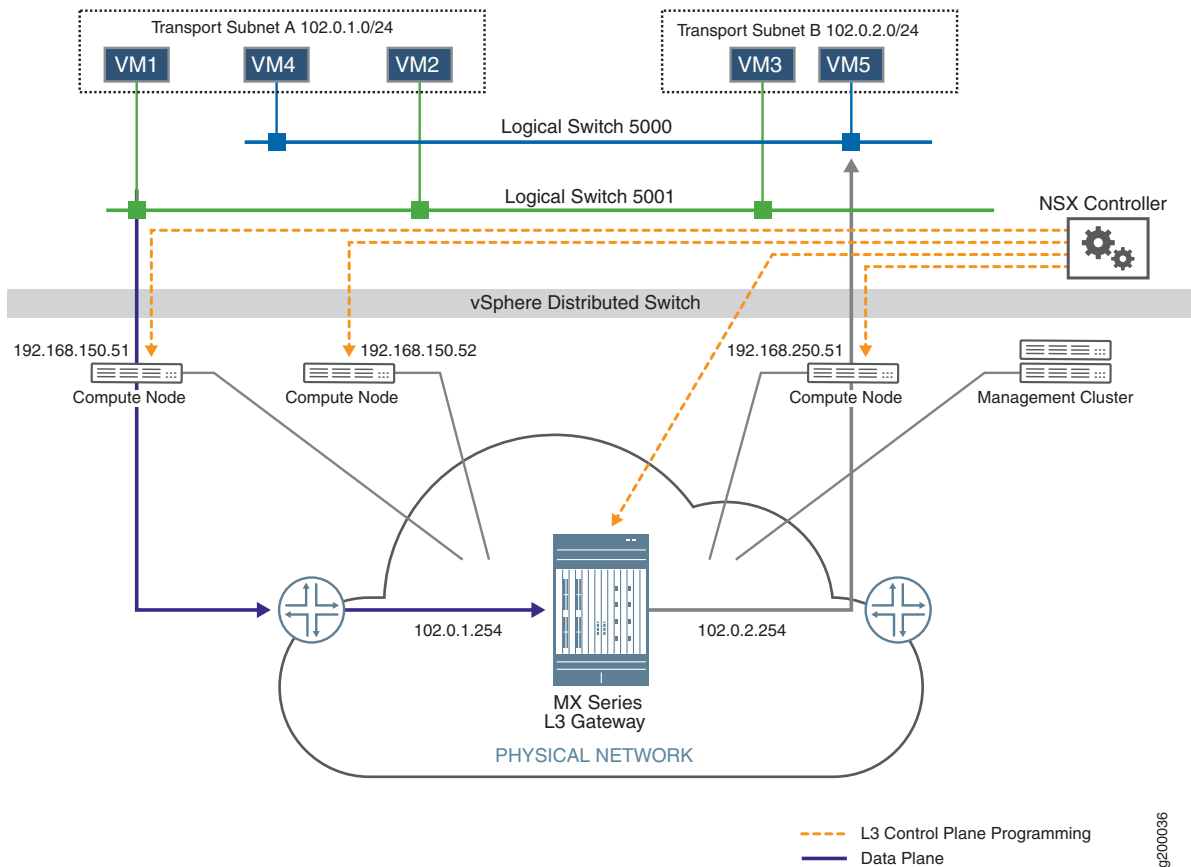 Transport Subnet A 102.0.1.0/24
Transport Subnet B 102.0.2.0/24
VM1
VM4
VM2
VM3
VM5
Logical Switch 5000
Logical Switch 5001
NSX Controller
vSphere Distributed Switch
192.168.150.51
192.168.150.52
192.168.250.51
Compute Node
Compute Node
Compute Node
Management Cluster
102.0.1.254
102.0.2.254
MX Series
L3 Gateway
PHYSICAL NETWORK
L3 Control Plane Programming
Data Plane
g200036